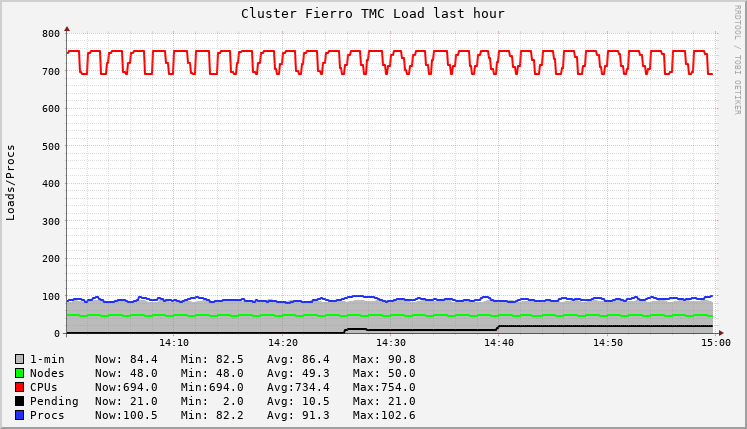 Cluster Fierro TMC Load last hour
RRDTOOL / TOBI OETIKER
Loads/Procs
800
700
600
500
400
300
200
100
0
14:10 14:20 14:30 14:40 14:50 15:00
1-min Now: 84.4 Min: 82.5 Avg: 86.4 Max: 90.8
Nodes Now: 48.0 Min: 48.0 Avg: 49.3 Max: 50.0
CPUs Now:694.0 Min:694.0 Avg:734.4 Max:754.0
Pending Now: 21.0 Min: 2.0 Avg: 10.5 Max: 21.0
Procs Now:100.5 Min: 82.2 Avg: 91.3 Max:102.6